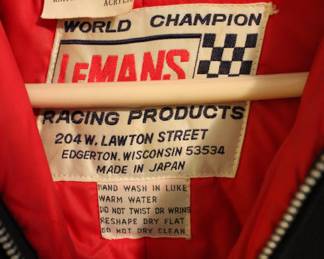 ACRYLIC
WORLD CHAMPION
LEMANS
RACING PRODUCTS
204 W. LAWTON STREET
EDGERTON. WISCONSIN 53534
MADE IN JAPAN
HAND WASH IN LUKE
WARM WATER
DO NOT TWIST OR WRING
RESHAPE DRY FLAT
DO NOT DRY CLEAN